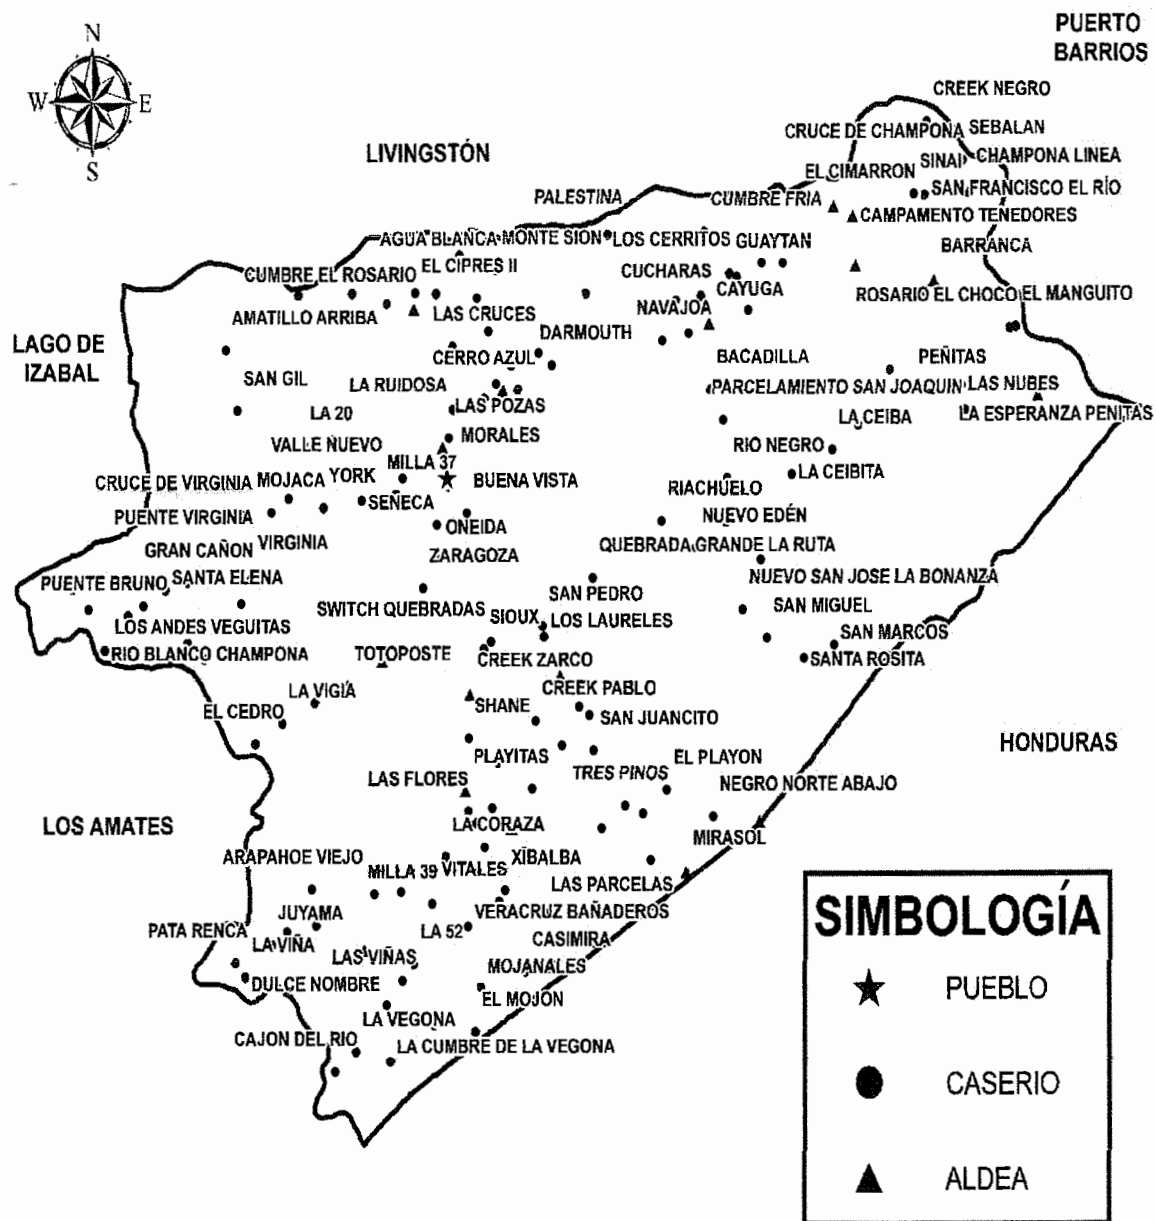 N
W E
S
PUERTO
BARRIOS
CREEK NEGRO
CRUCE DE CHAMPONA SEBALAN
LIVINGSTÓN
SINAI CHAMPONA LINEA
EL CIMARRON
PALESTINA
CUMBRE FRIA
SAN FRANCISCO EL RÍO
CAMPAMENTO TENEDORES
AGUA BLANCA MONTE SION LOS CERRITOS GUAYTAN
BARRANCA
CUMBRE EL ROSARIO
EL CIPRES II
CUCHARAS
CAYUGA
ROSARIO EL CHOCO EL MANGUITO
AMATILLO ARRIBA
LAS CRUCES
NAVAJOA
DARMOUTH
LAGO DE
IZABAL
CERRO AZUL
BACADILLA
PEÑITAS
SAN GIL
LA RUIDOSA
PARCELAMIENTO SAN JOAQUIN LAS NUBES
LA 20
LAS POZAS
LA CEIBA
LA ESPERANZA PENITAS
VALLE NUEVO
MORALES
RIO NEGRO
MILLA 37
CRUCE DE VIRGINIA MOJACA YORK
BUENA VISTA
LA CEIBITA
RIACHUELO
SEÑECA
PUENTE VIRGINIA
ONEIDA
NUEVO EDÉN
GRAN CAÑON VIRGINIA
ZARAGOZA
QUEBRADA GRANDE LA RUTA
PUENTE BRUNO SANTA ELENA
SAN PEDRO
NUEVO SAN JOSE LA BONANZA
SWITCH QUEBRADAS
SIOUX
LOS LAURELES
SAN MIGUEL
LOS ANDES VEGUITAS
SAN MARCOS
RIO BLANCO CHAMPONA
TOTOPOSTE
CREEK ZARCO
SANTA ROSITA
LA VIGIA
CREEK PABLO
EL CEDRO
SHANE
SAN JUANCITO
HONDURAS
PLAYITAS
EL PLAYON
LAS FLORES
TRES PINOS
NEGRO NORTE ABAJO
LOS AMATES
LA CORAZA
MIRASOL
ARAPAHOE VIEJO
MILLA 39 VITALES
XIBALBA
LAS PARCELAS
JUYAMA
VERACRUZ BAÑADEROS
PATA RENCA
LA VIÑA
LA 52
CASIMIRA
LAS VIÑAS
MOJANALES
DULCE NOMBRE
EL MOJON
LA VEGONA
CAJON DEL RIO
LA CUMBRE DE LA VEGONA
SIMBOLOGÍA
PUEBLO
CASERIO
ALDEA